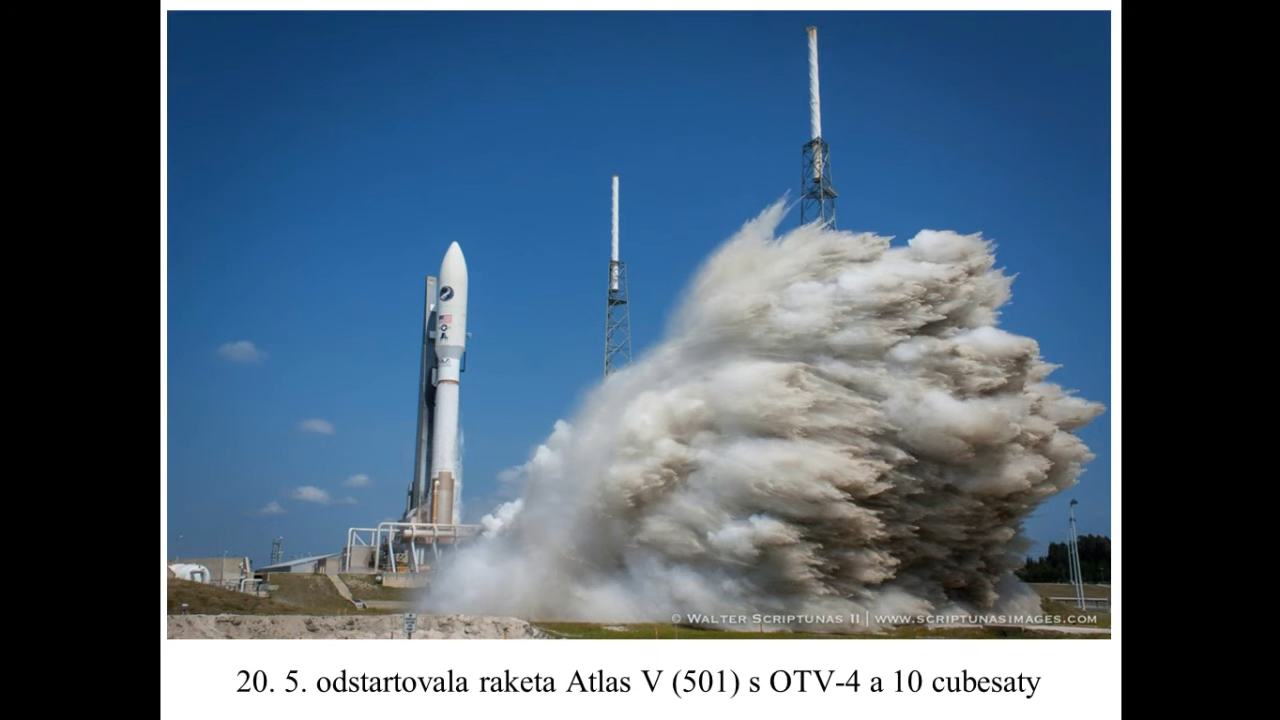 © WALTER SCRIPTUNAS II | WWW.SCRIPTUNASIMAGES.COM
20. 5. odstartovala raketa Atlas V (501) s OTV-4 a 10 cubesaty